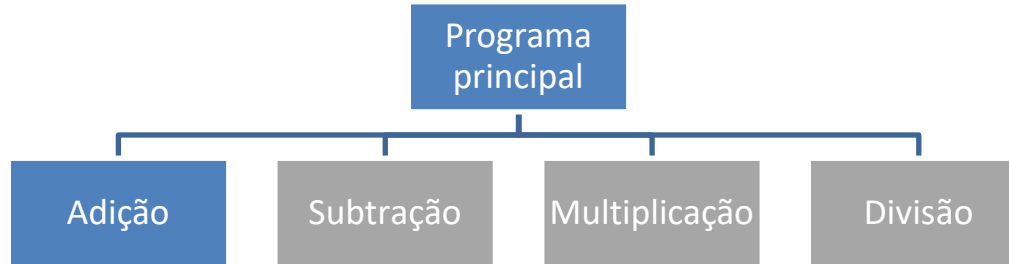 Programa
principal
Adição
Subtração
Multiplicação
Divisão